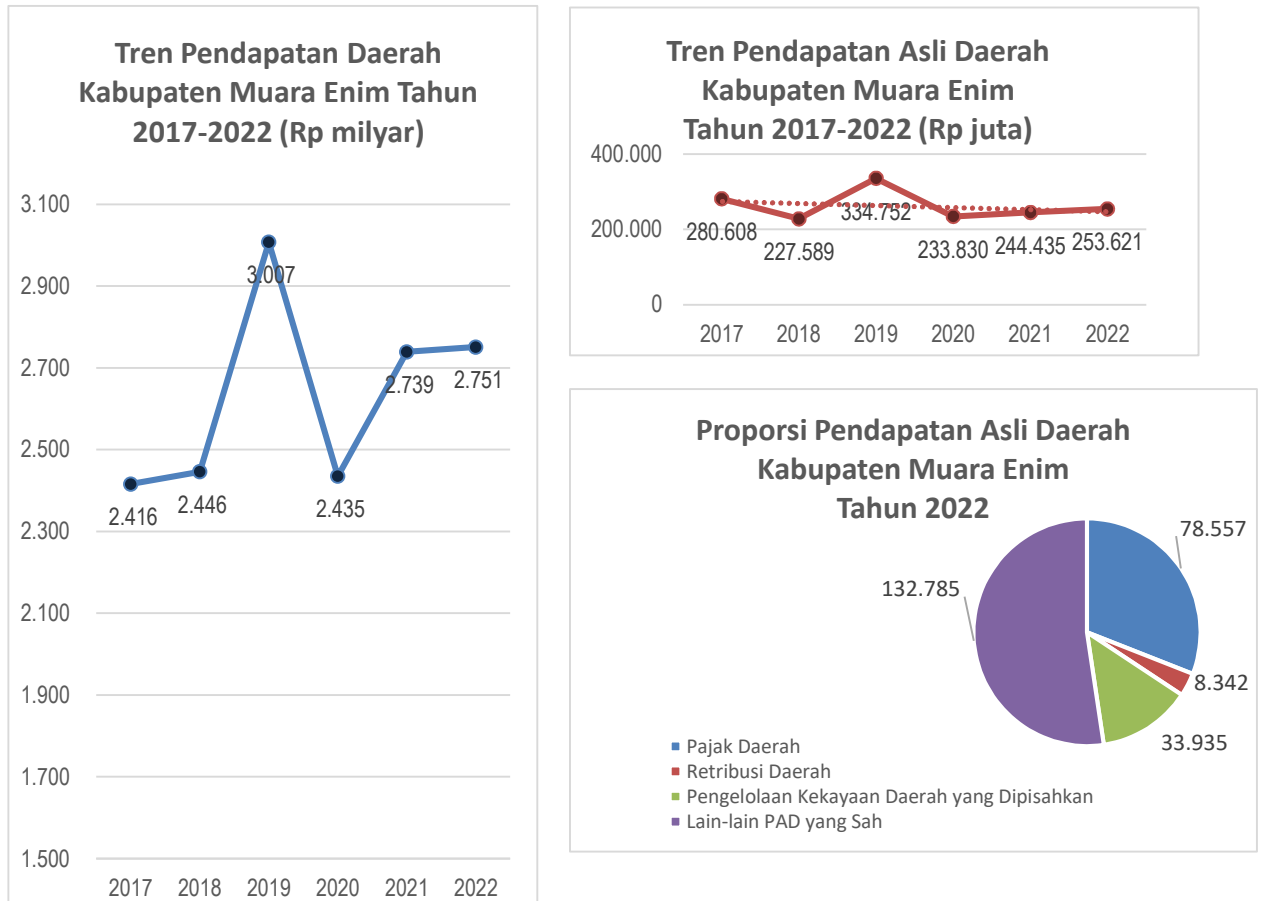 Tren Pendapatan Daerah
Kabupaten Muara Enim Tahun
2017-2022 (Rp milyar)
3.100
2.900
2.700
2.500
2.300
2.100
1.900
1.700
1.500
2.416
2.446
3.007
2.435
2.739
2.751
2017 2018 2019 2020 2021 2022
Tren Pendapatan Asli Daerah
Kabupaten Muara Enim
Tahun 2017-2022 (Rp juta)
400.000
200.000
0
280.608
227.589
334.752
233.830
244.435
253.621
2017 2018 2019 2020 2021 2022
Proporsi Pendapatan Asli Daerah
Kabupaten Muara Enim
Tahun 2022
78.557
8.342
33.935
132.785
Pajak Daerah
Retribusi Daerah
Pengelolaan Kekayaan Daerah yang Dipisahkan
Lain-lain PAD yang Sah